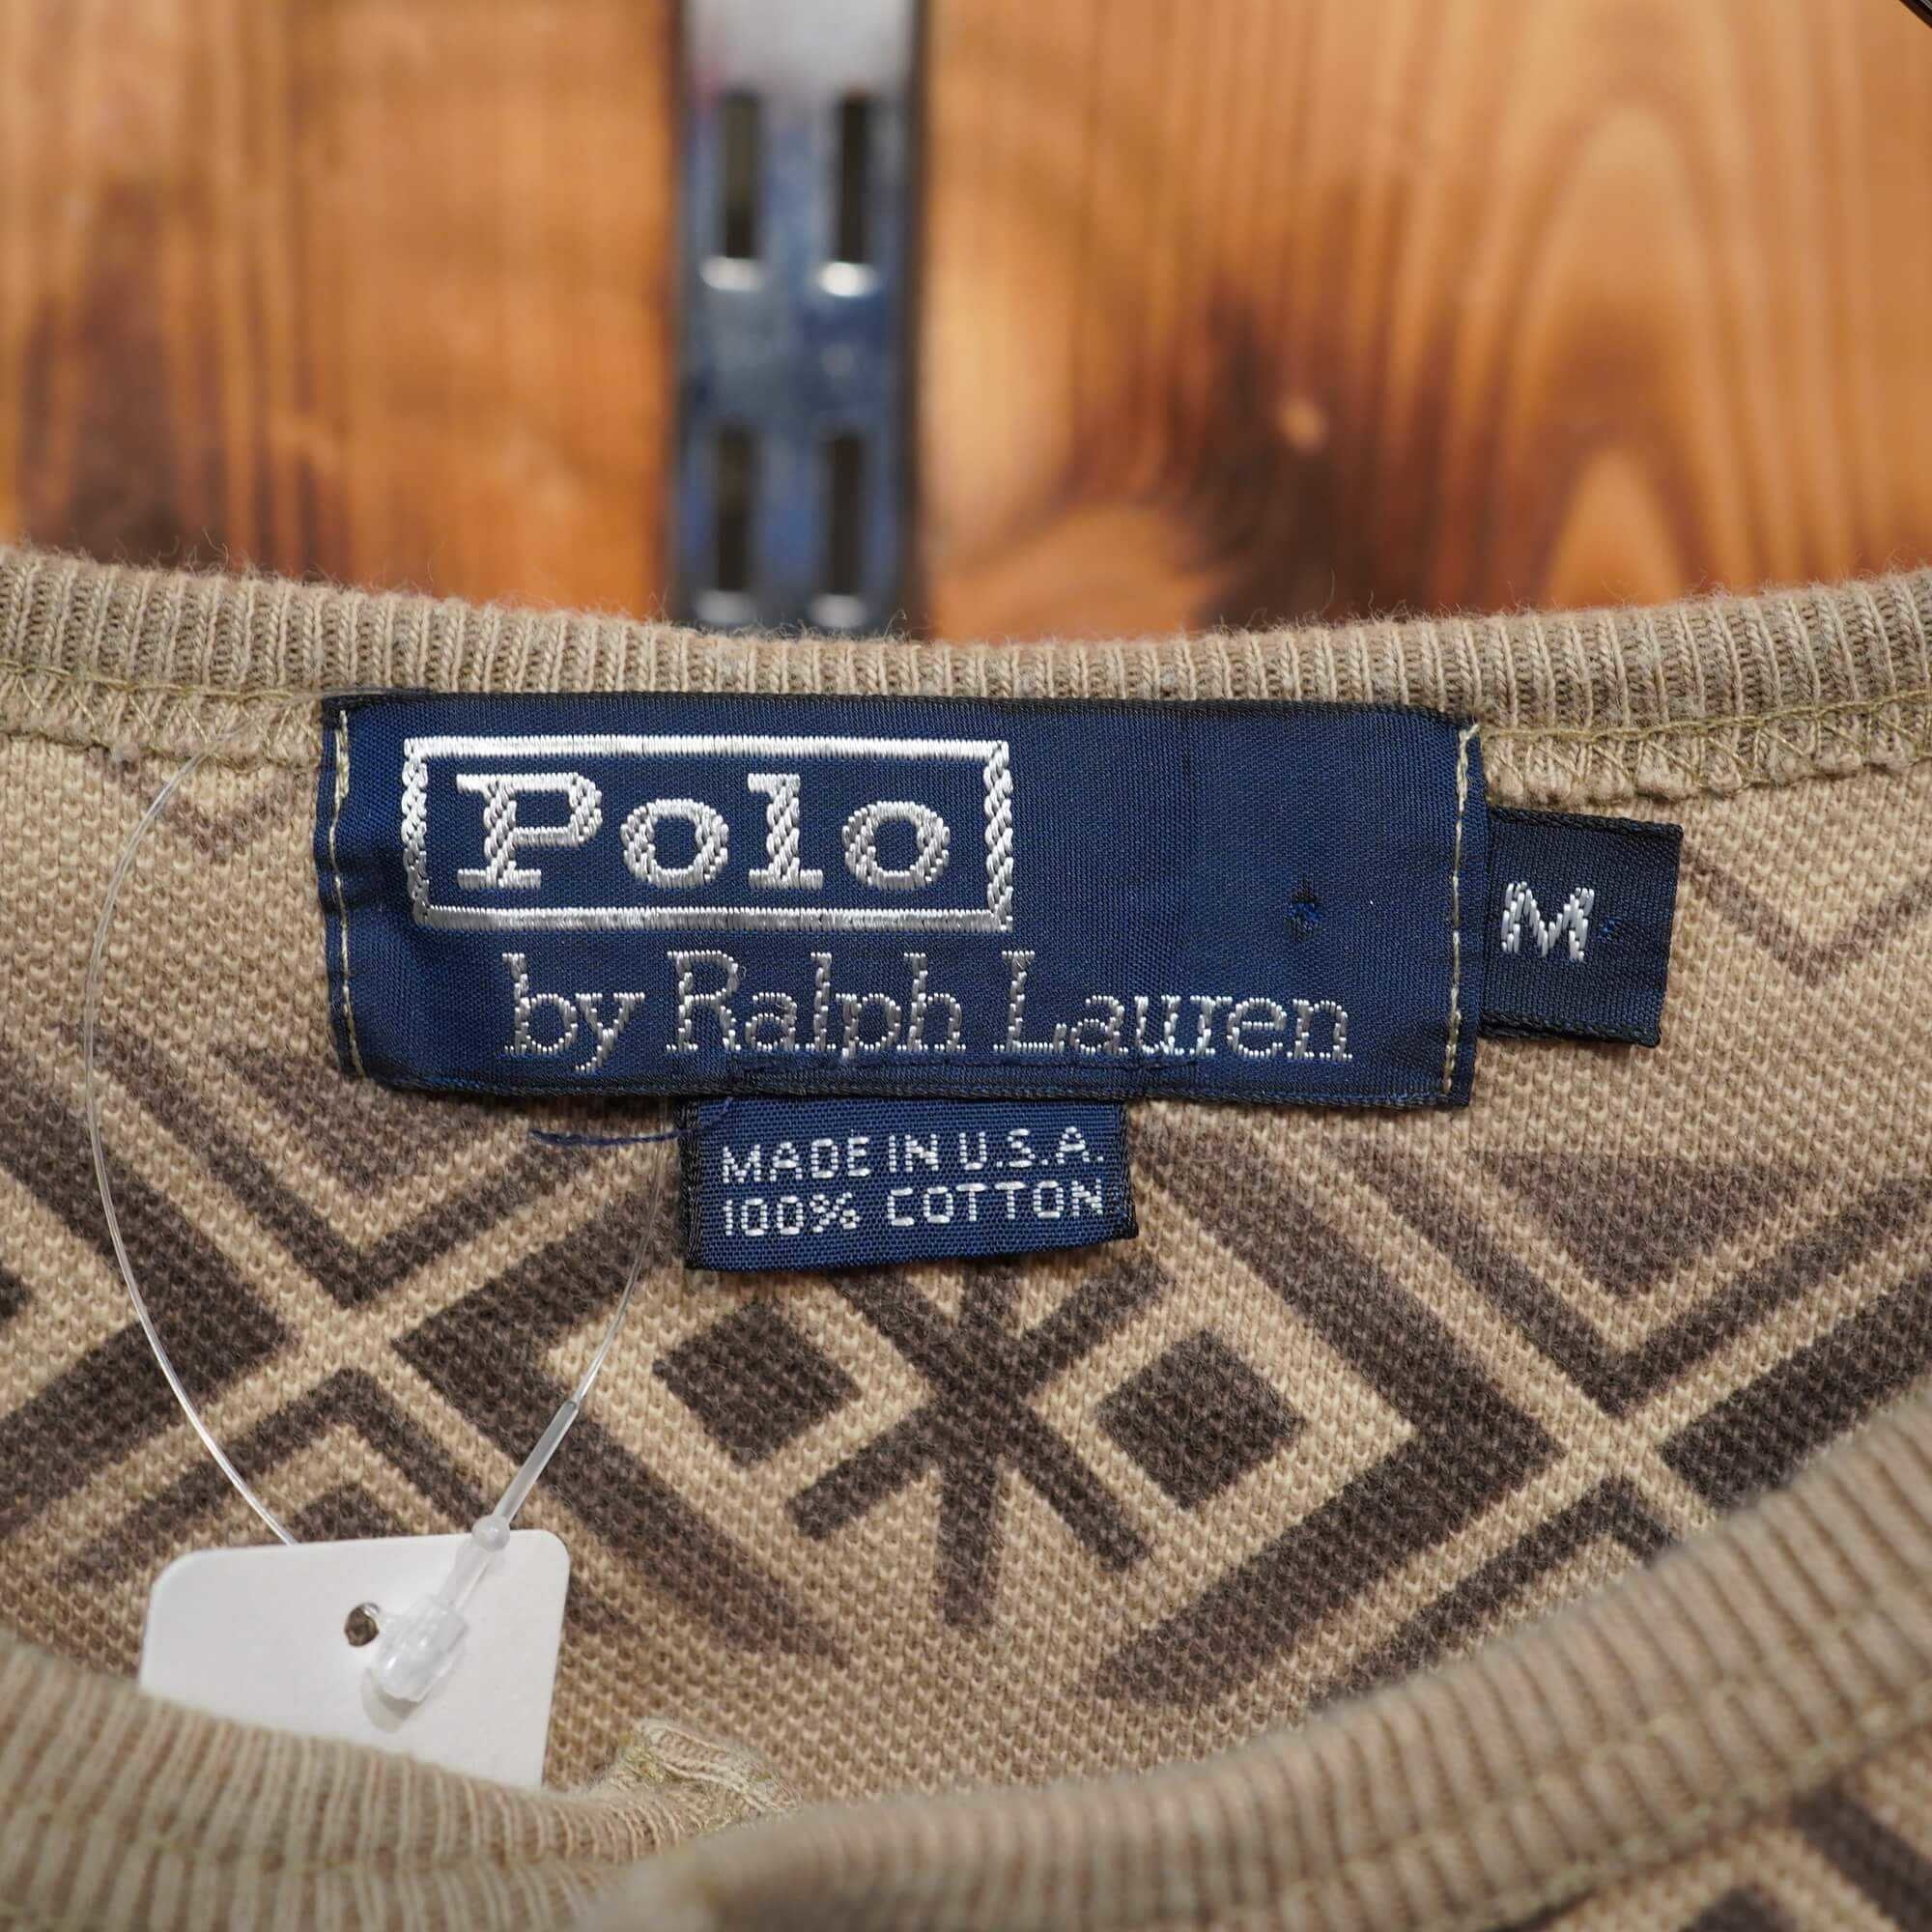 Polo
by Ralph Lauren
M
MADE IN U.S.A.
100% COTTON